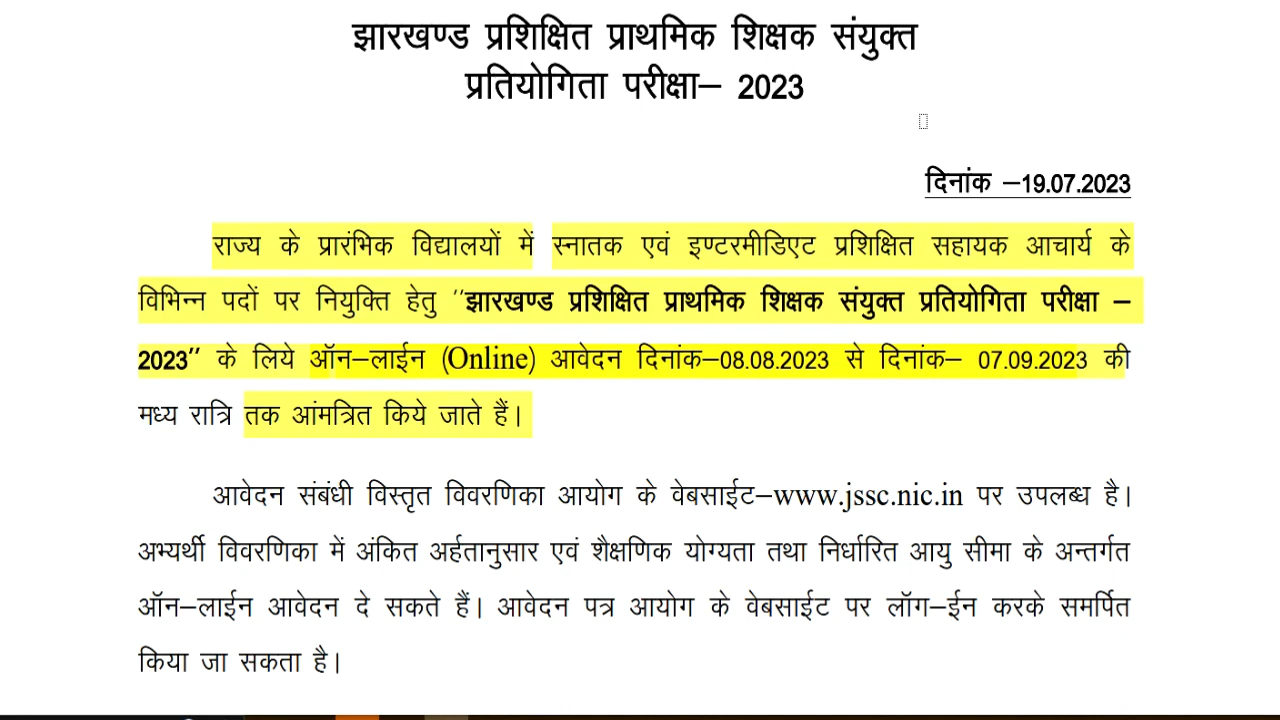 झारखण्ड प्रशिक्षित प्राथमिक शिक्षक संयुक्त
प्रतियोगिता परीक्षा– 2023
दिनांक –19.07.2023
राज्य के प्रारंभिक विद्यालयों में स्नातक एवं इण्टरमीडिएट प्रशिक्षित सहायक आचार्य के
विभिन्न पदों पर नियुक्ति हेतु "झारखण्ड प्रशिक्षित प्राथमिक शिक्षक संयुक्त प्रतियोगिता परीक्षा –
2023" के लिये ऑन–लाईन (Online) आवेदन दिनांक–08.08.2023 से दिनांक– 07.09.2023 की
मध्य रात्रि तक आंमत्रित किये जाते हैं।
आवेदन संबंधी विस्तृत विवरणिका आयोग के वेबसाईट–www.jssc.nic.in पर उपलब्ध है।
अभ्यर्थी विवरणिका में अंकित अर्हतानुसार एवं शैक्षणिक योग्यता तथा निर्धारित आयु सीमा के अन्तर्गत
ऑन–लाईन आवेदन दे सकते हैं। आवेदन पत्र आयोग के वेबसाईट पर लॉग–ईन करके समर्पित
किया जा सकता है।